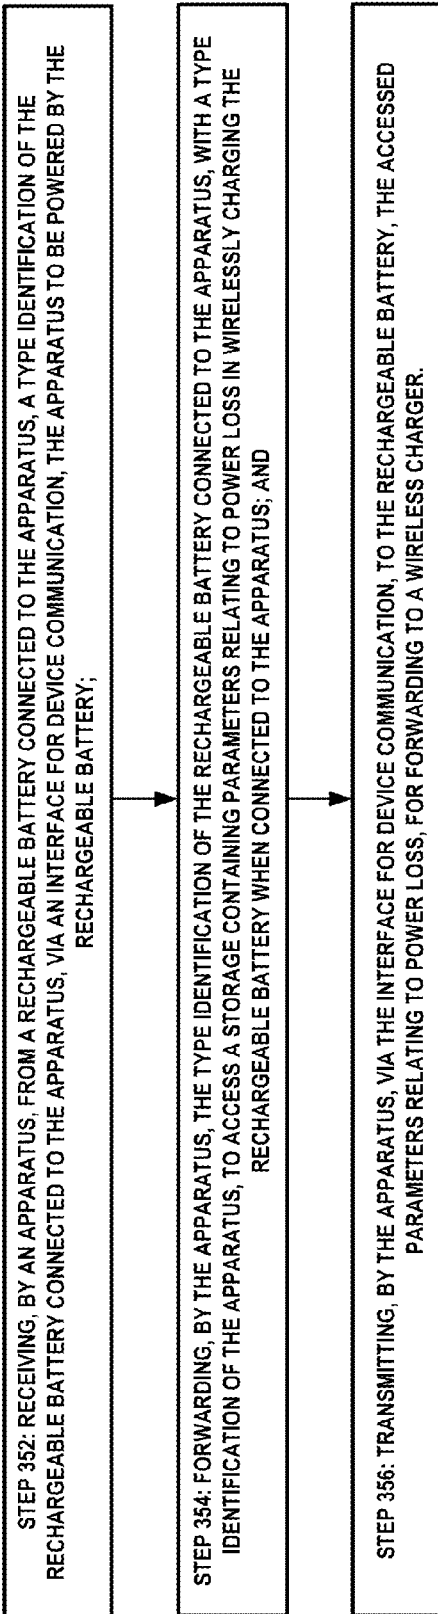 STEP 352: RECEIVING, BY AN APPARATUS, FROM A RECHARGEABLE BATTERY CONNECTED TO THE APPARATUS, A TYPE IDENTIFICATION OF THE
RECHARGEABLE BATTERY CONNECTED TO THE APPARATUS, VIA AN INTERFACE FOR DEVICE COMMUNICATION, THE APPARATUS TO BE POWERED BY THE
RECHARGEABLE BATTERY;
STEP 354: FORWARDING, BY THE APPARATUS, THE TYPE IDENTIFICATION OF THE RECHARGEABLE BATTERY CONNECTED TO THE APPARATUS, WITH A TYPE
IDENTIFICATION OF THE APPARATUS, TO ACCESS A STORAGE CONTAINING PARAMETERS RELATING TO POWER LOSS IN WIRELESSLY CHARGING THE
RECHARGEABLE BATTERY WHEN CONNECTED TO THE APPARATUS; AND
STEP 356: TRANSMITTING, BY THE APPARATUS, VIA THE INTERFACE FOR DEVICE COMMUNICATION, TO THE RECHARGEABLE BATTERY, THE ACCESSED
PARAMETERS RELATING TO POWER LOSS, FOR FORWARDING TO A WIRELESS CHARGER.